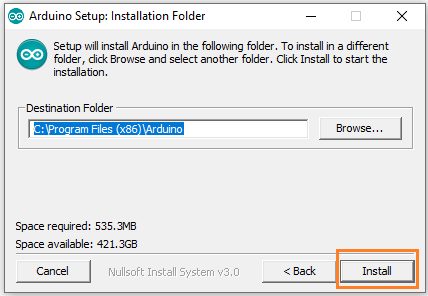 Arduino Setup: Installation Folder
Setup will install Arduino in the following folder. To install in a different
folder, click Browse and select another folder. Click Install to start the
installation.
Destination Folder
C:\Program Files (x86)\Arduino
Browse...
Space required: 535.3MB
Space available: 421.3GB
Cancel
Nullsoft Install System v3.0
< Back
Install